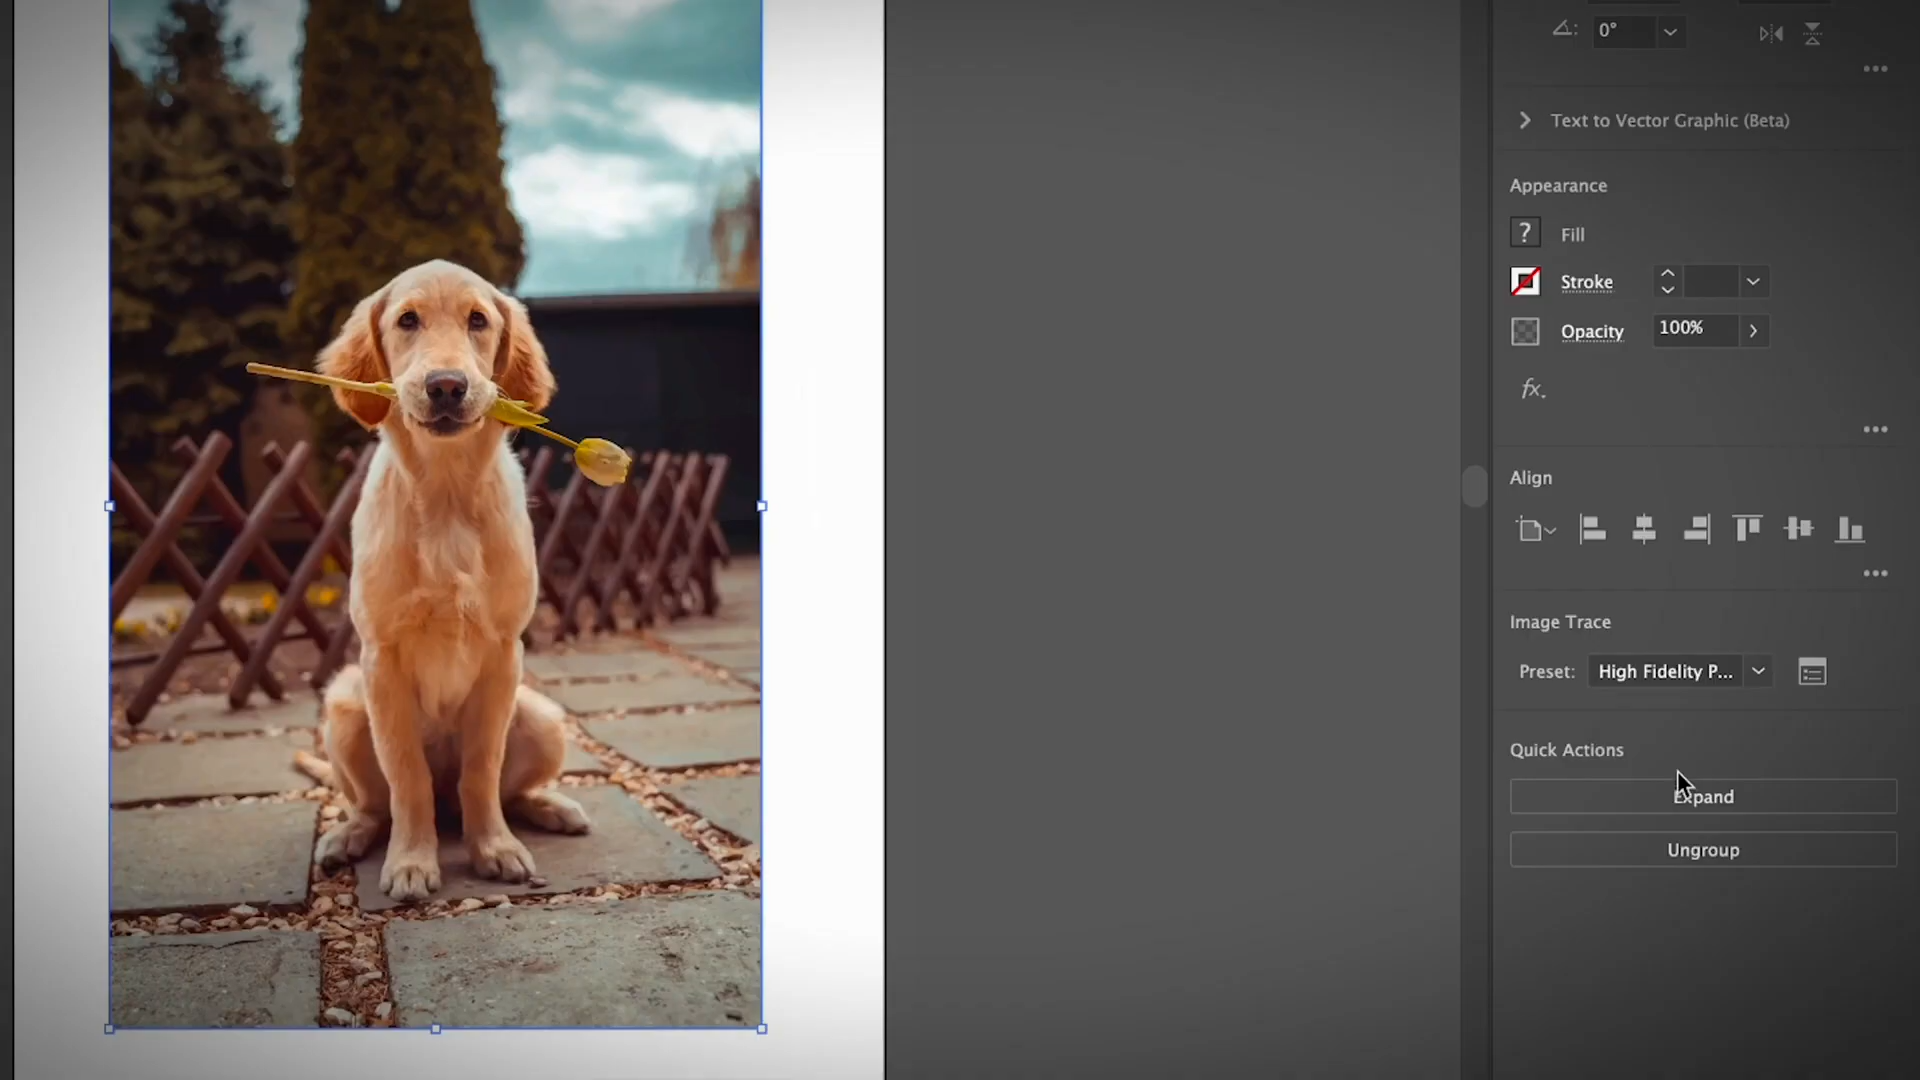 0°
Text to Vector Graphic (Beta)
Appearance
? Fill
Stroke
Opacity 100%
fx.
Align
Image Trace
Preset: High Fidelity P...
Quick Actions
Expand
Ungroup